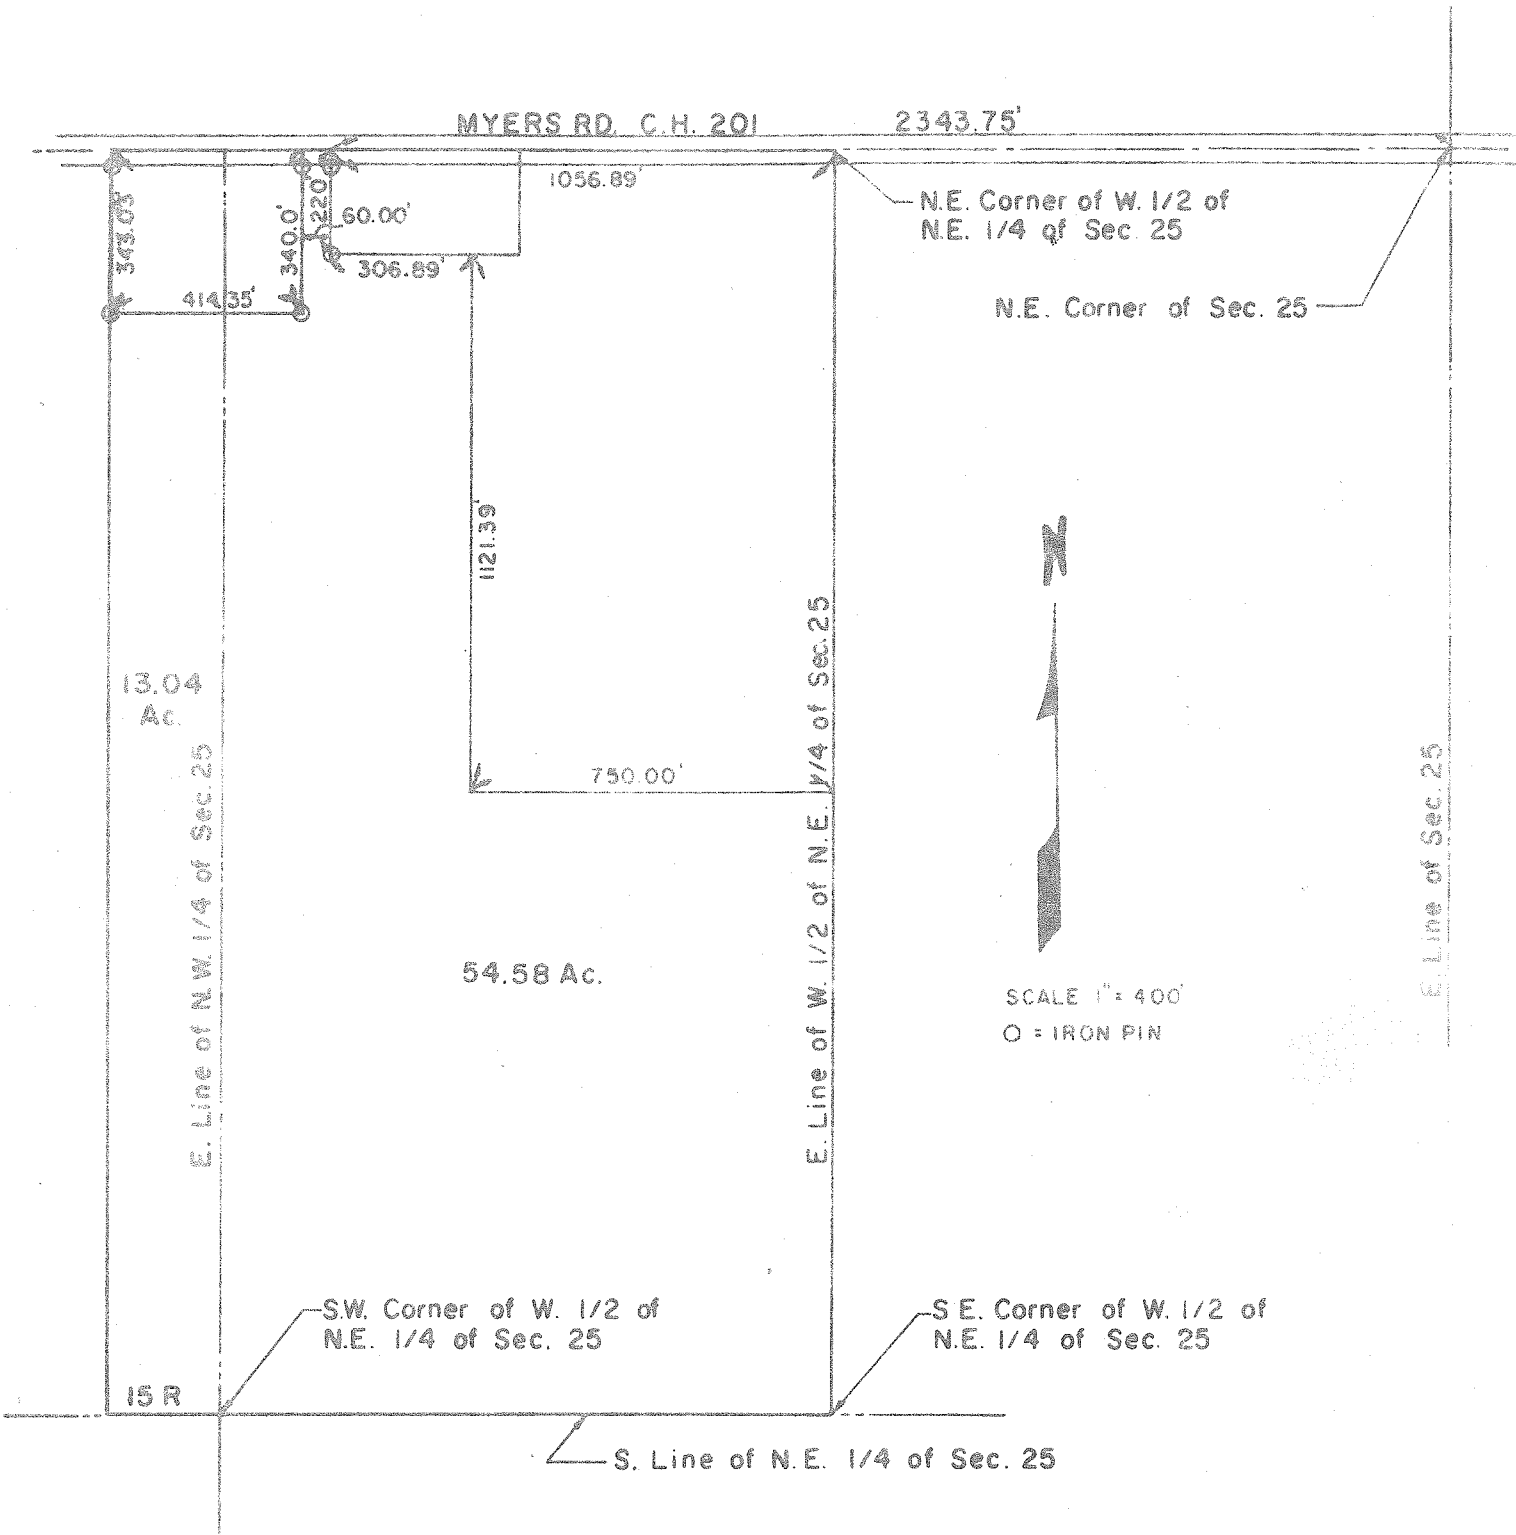 MYERS RD. C.H. 201
2343.75'
1056.89'
N.E. Corner of W. 1/2 of
N.E. 1/4 of Sec. 25
343.05'
340.0'
220'
60.00'
306.89'
414.35'
N.E. Corner of Sec. 25
N
1121.39'
13.04
Ac.
750.00'
E. Line of N.W. 1/4 of Sec. 25
E. Line of W. 1/2 of N.E. 1/4 of Sec. 25
E. Line of Sec. 25
54.58 Ac.
SCALE 1" = 400'
O = IRON PIN
S.W. Corner of W. 1/2 of
N.E. 1/4 of Sec. 25
S.E. Corner of W. 1/2 of
N.E. 1/4 of Sec. 25
15 R
S. Line of N.E. 1/4 of Sec. 25